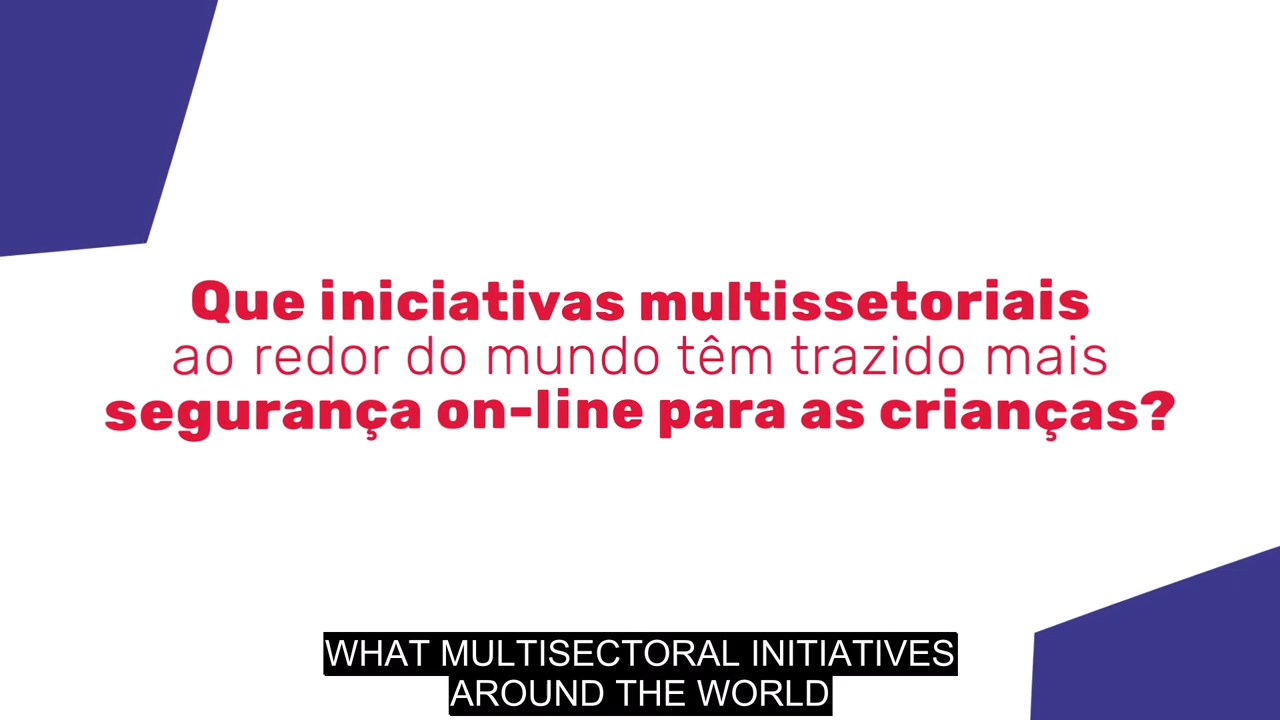 Que iniciativas multissetoriais
ao redor do mundo têm trazido mais
segurança on-line para as crianças?
WHAT MULTISECTORAL INITIATIVES
AROUND THE WORLD